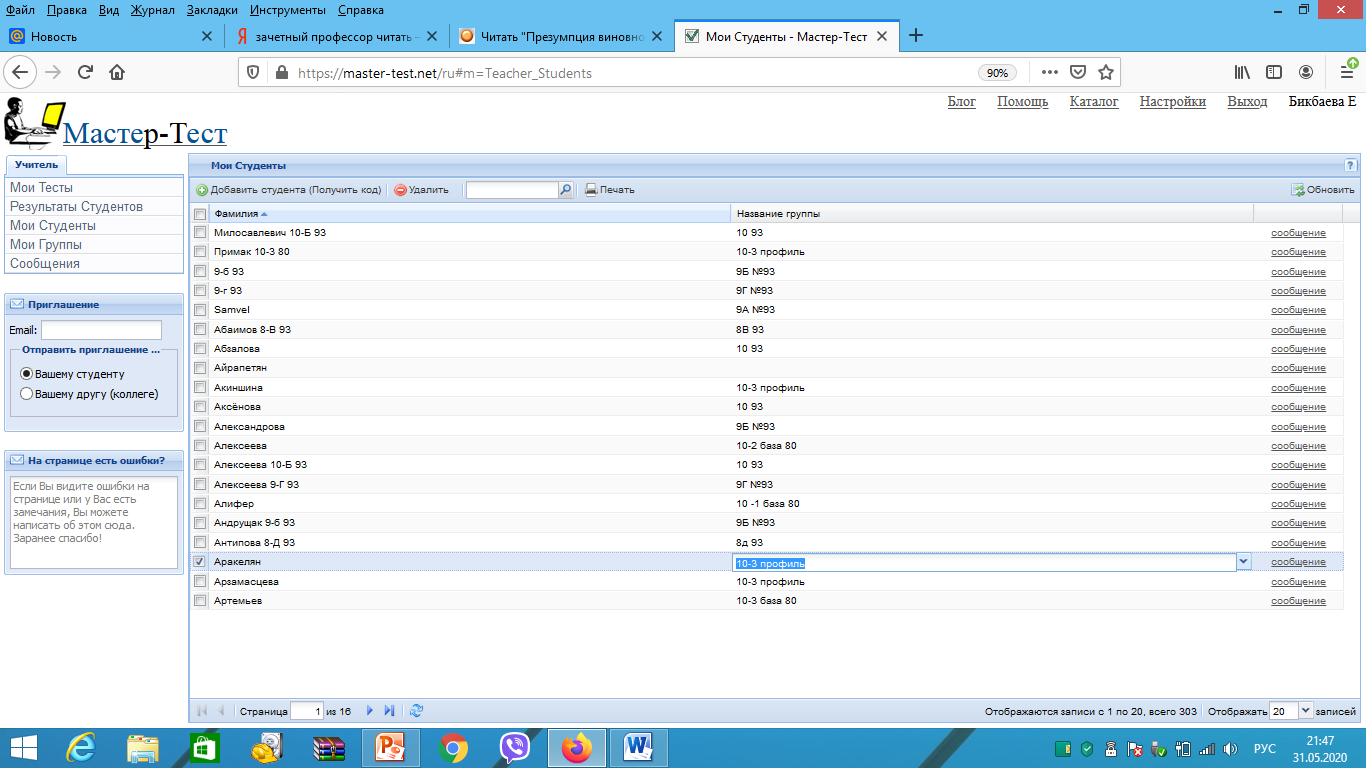 Файл Правка Вид Журнал Закладки Инструменты Справка
Новость
зачетный профессор читать -
Читать "Презумпция виновно
Мои Студенты - Мастер-Тест
https://master-test.net/ru#m=Teacher_Students
90%
Блог Помощь Каталог Настройки Выход Бикбаева Е
Мастер-Тест
Учитель
Мои Тесты
Результаты Студентов
Мои Студенты
Мои Группы
Сообщения
Приглашение
Email:
Отправить приглашение ...
Вашему студенту
Вашему другу (коллеге)
На странице есть ошибки?
Если Вы видите ошибки на
странице или у Вас есть
замечания, Вы можете
написать об этом сюда.
Заранее спасибо!
Мои Студенты
Добавить студента (Получить код) Удалить Печать Обновить
Фамилия Название группы
Милосавлевич 10-Б 93 10 93 сообщение
Примак 10-3 80 10-3 профиль сообщение
9-б 93 9Б №93 сообщение
9-г 93 9Г №93 сообщение
Samvel 9А №93 сообщение
Абаимов 8-В 93 8В 93 сообщение
Абзалова 10 93 сообщение
Айрапетян сообщение
Акиншина 10-3 профиль сообщение
Аксёнова 10 93 сообщение
Александрова 9Б №93 сообщение
Алексеева 10-2 база 80 сообщение
Алексеева 10-Б 93 10 93 сообщение
Алексеева 9-Г 93 9Г №93 сообщение
Алифер 10 -1 база 80 сообщение
Андрущак 9-б 93 9Б №93 сообщение
Антипова 8-Д 93 8д 93 сообщение
Аракелян 10-3 профиль сообщение
Арзамасцева 10-3 профиль сообщение
Артемьев 10-3 база 80 сообщение
Страница 1 из 16 Отображаются записи с 1 по 20, всего 303 Отображать 20 записей
РУС
21:47
31.05.2020